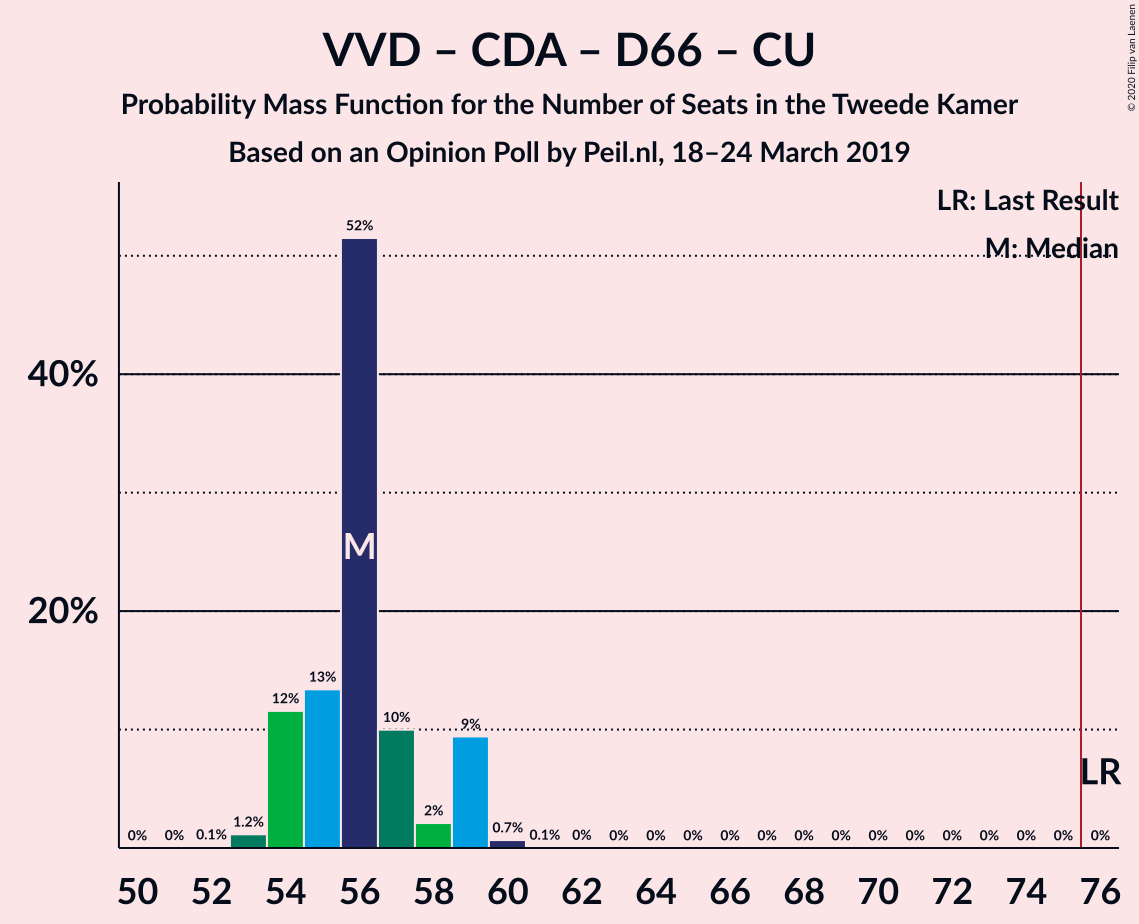 © 2020 Filip van Laenen
VVD – CDA – D66 – CU
Probability Mass Function for the Number of Seats in the Tweede Kamer
Based on an Opinion Poll by Peil.nl, 18–24 March 2019
LR: Last Result
M: Median
40%
20%
0% 0% 0.1% 1.2% 12% 13% 52% 10% 2% 9% 0.7% 0.1% 0% 0% 0% 0% 0% 0% 0% 0% 0% 0% 0% 0% 0% 0% 0%
M
LR
50 52 54 56 58 60 62 64 66 68 70 72 74 76